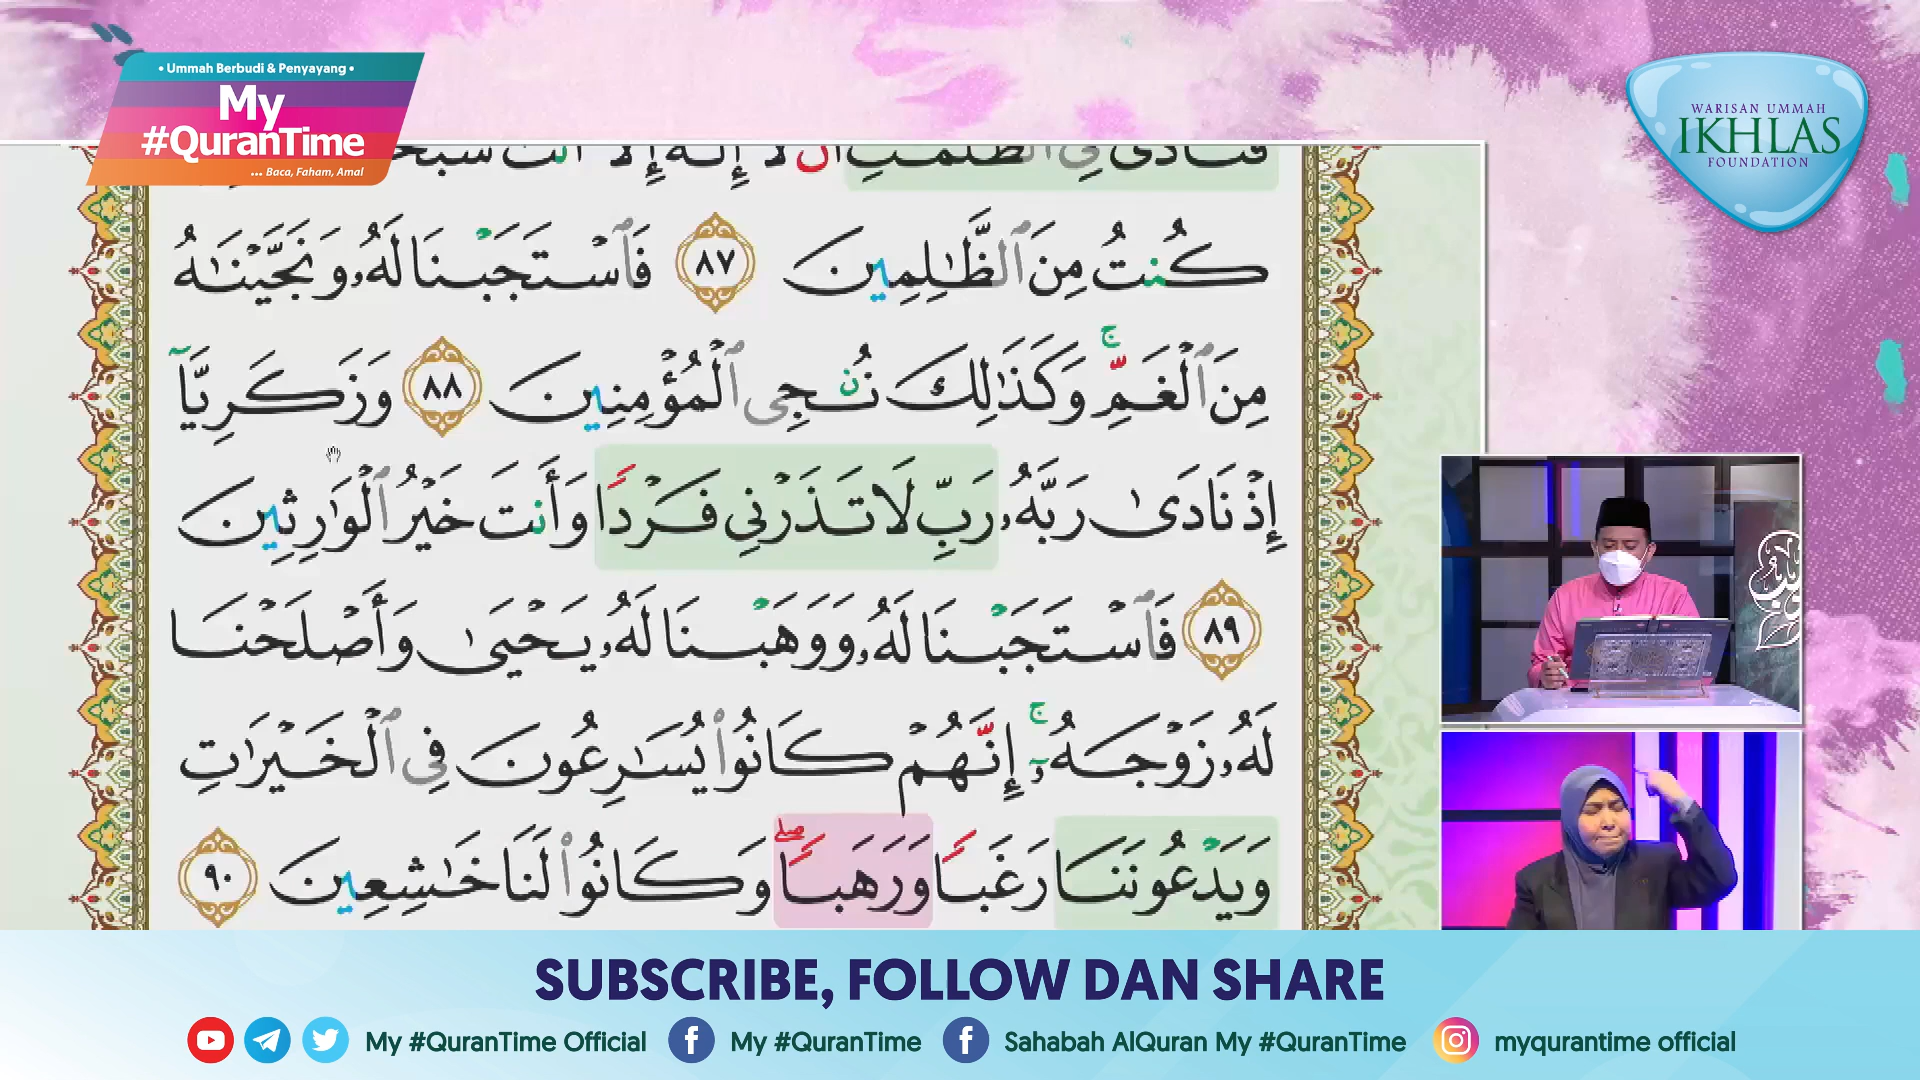 • Ummah Berbudi & Penyayang •
My
#QuranTime
... Baca, Faham, Amal
WARISAN UMMAH
IKHLAS
FOUNDATION
كُنتُ مِنَ ٱلظَّـٰلِمِينَ ٨٧ فَٱسْتَجَبْنَا لَهُۥ وَنَجَّيْنَـٰهُ
مِنَ ٱلْغَمِّ ۚ وَكَذَٰلِكَ نُـۨجِى ٱلْمُؤْمِنِينَ ٨٨ وَزَكَرِيَّآ
إِذْ نَادَىٰ رَبَّهُۥ رَبِّ لَا تَذَرْنِى فَرْدًا وَأَنتَ خَيْرُ ٱلْوَٰرِثِينَ
٨٩ فَٱسْتَجَبْنَا لَهُۥ وَوَهَبْنَا لَهُۥ يَحْيَىٰ وَأَصْلَحْنَا
لَهُۥ زَوْجَهُۥٓ ۚ إِنَّهُمْ كَانُوا۟ يُسَـٰرِعُونَ فِى ٱلْخَيْرَٰتِ
وَيَدْعُونَنَا رَغَبًا وَرَهَبًا ۖ وَكَانُوا۟ لَنَا خَـٰشِعِينَ ٩٠
SUBSCRIBE, FOLLOW DAN SHARE
My #QuranTime Official
My #QuranTime
Sahabah AlQuran My #QuranTime
myqurantime official